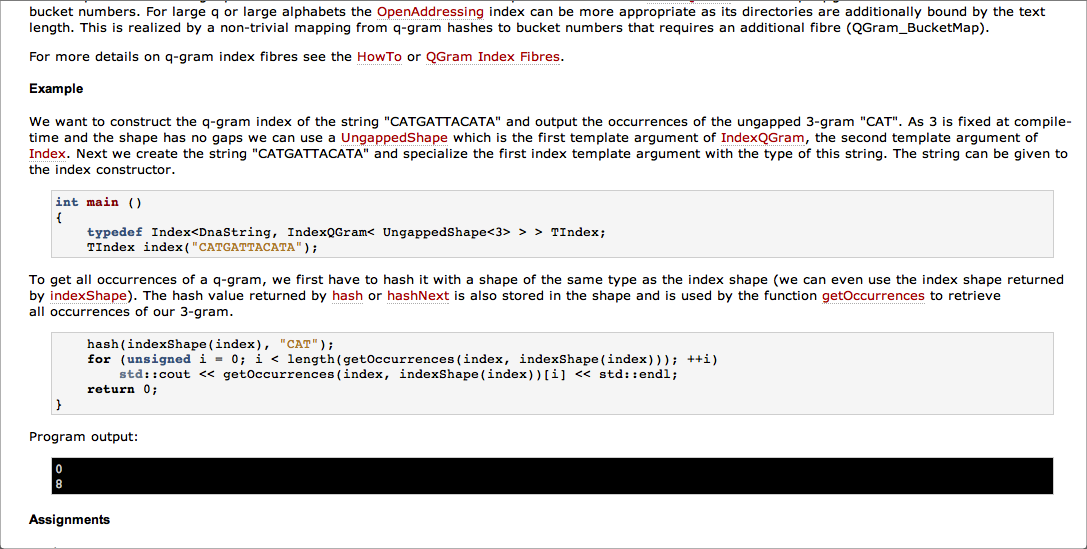 bucket numbers. For large q or large alphabets the OpenAddressing index can be more appropriate as its directories are additionally bound by the text
length. This is realized by a non-trivial mapping from q-gram hashes to bucket numbers that requires an additional fibre (QGram_BucketMap).
For more details on q-gram index fibres see the HowTo or QGram Index Fibres.
Example
We want to construct the q-gram index of the string "CATGATTACATA" and output the occurrences of the ungapped 3-gram "CAT". As 3 is fixed at compile-
time and the shape has no gaps we can use a UngappedShape which is the first template argument of IndexQGram, the second template argument of
Index. Next we create the string "CATGATTACATA" and specialize the first index template argument with the type of this string. The string can be given to
the index constructor.
int main ()
{
    typedef Index<DnaString, IndexQGram< UngappedShape<3> > > TIndex;
    TIndex index("CATGATTACATA");
To get all occurrences of a q-gram, we first have to hash it with a shape of the same type as the index shape (we can even use the index shape returned
by indexShape). The hash value returned by hash or hashNext is also stored in the shape and is used by the function getOccurrences to retrieve
all occurrences of our 3-gram.
    hash(indexShape(index), "CAT");
    for (unsigned i = 0; i < length(getOccurrences(index, indexShape(index))); ++i)
        std::cout << getOccurrences(index, indexShape(index))[i] << std::endl;
    return 0;
}
Program output:
0
8
Assignments